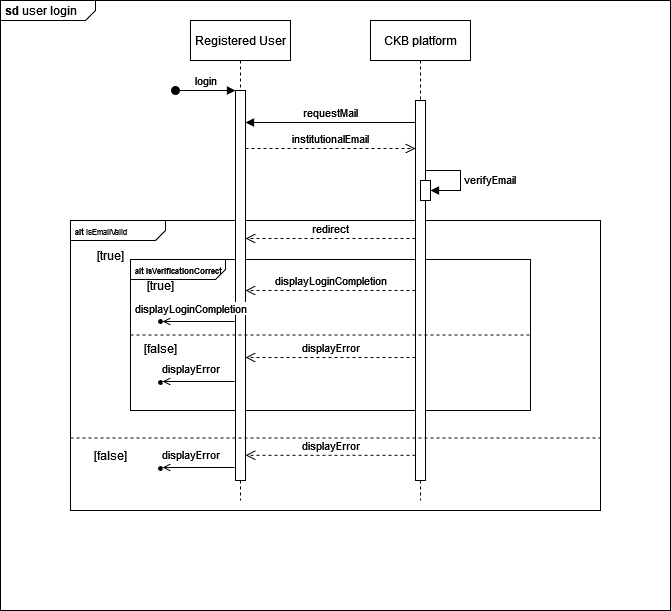 sd user login
Registered User
CKB platform
login
requestMail
institutionalEmail
verifyEmail
alt isEmailValid
redirect
[true]
alt isVerificationCorrect
[true]
displayLoginCompletion
displayLoginCompletion
[false]
displayError
displayError
displayError
[false]
displayError